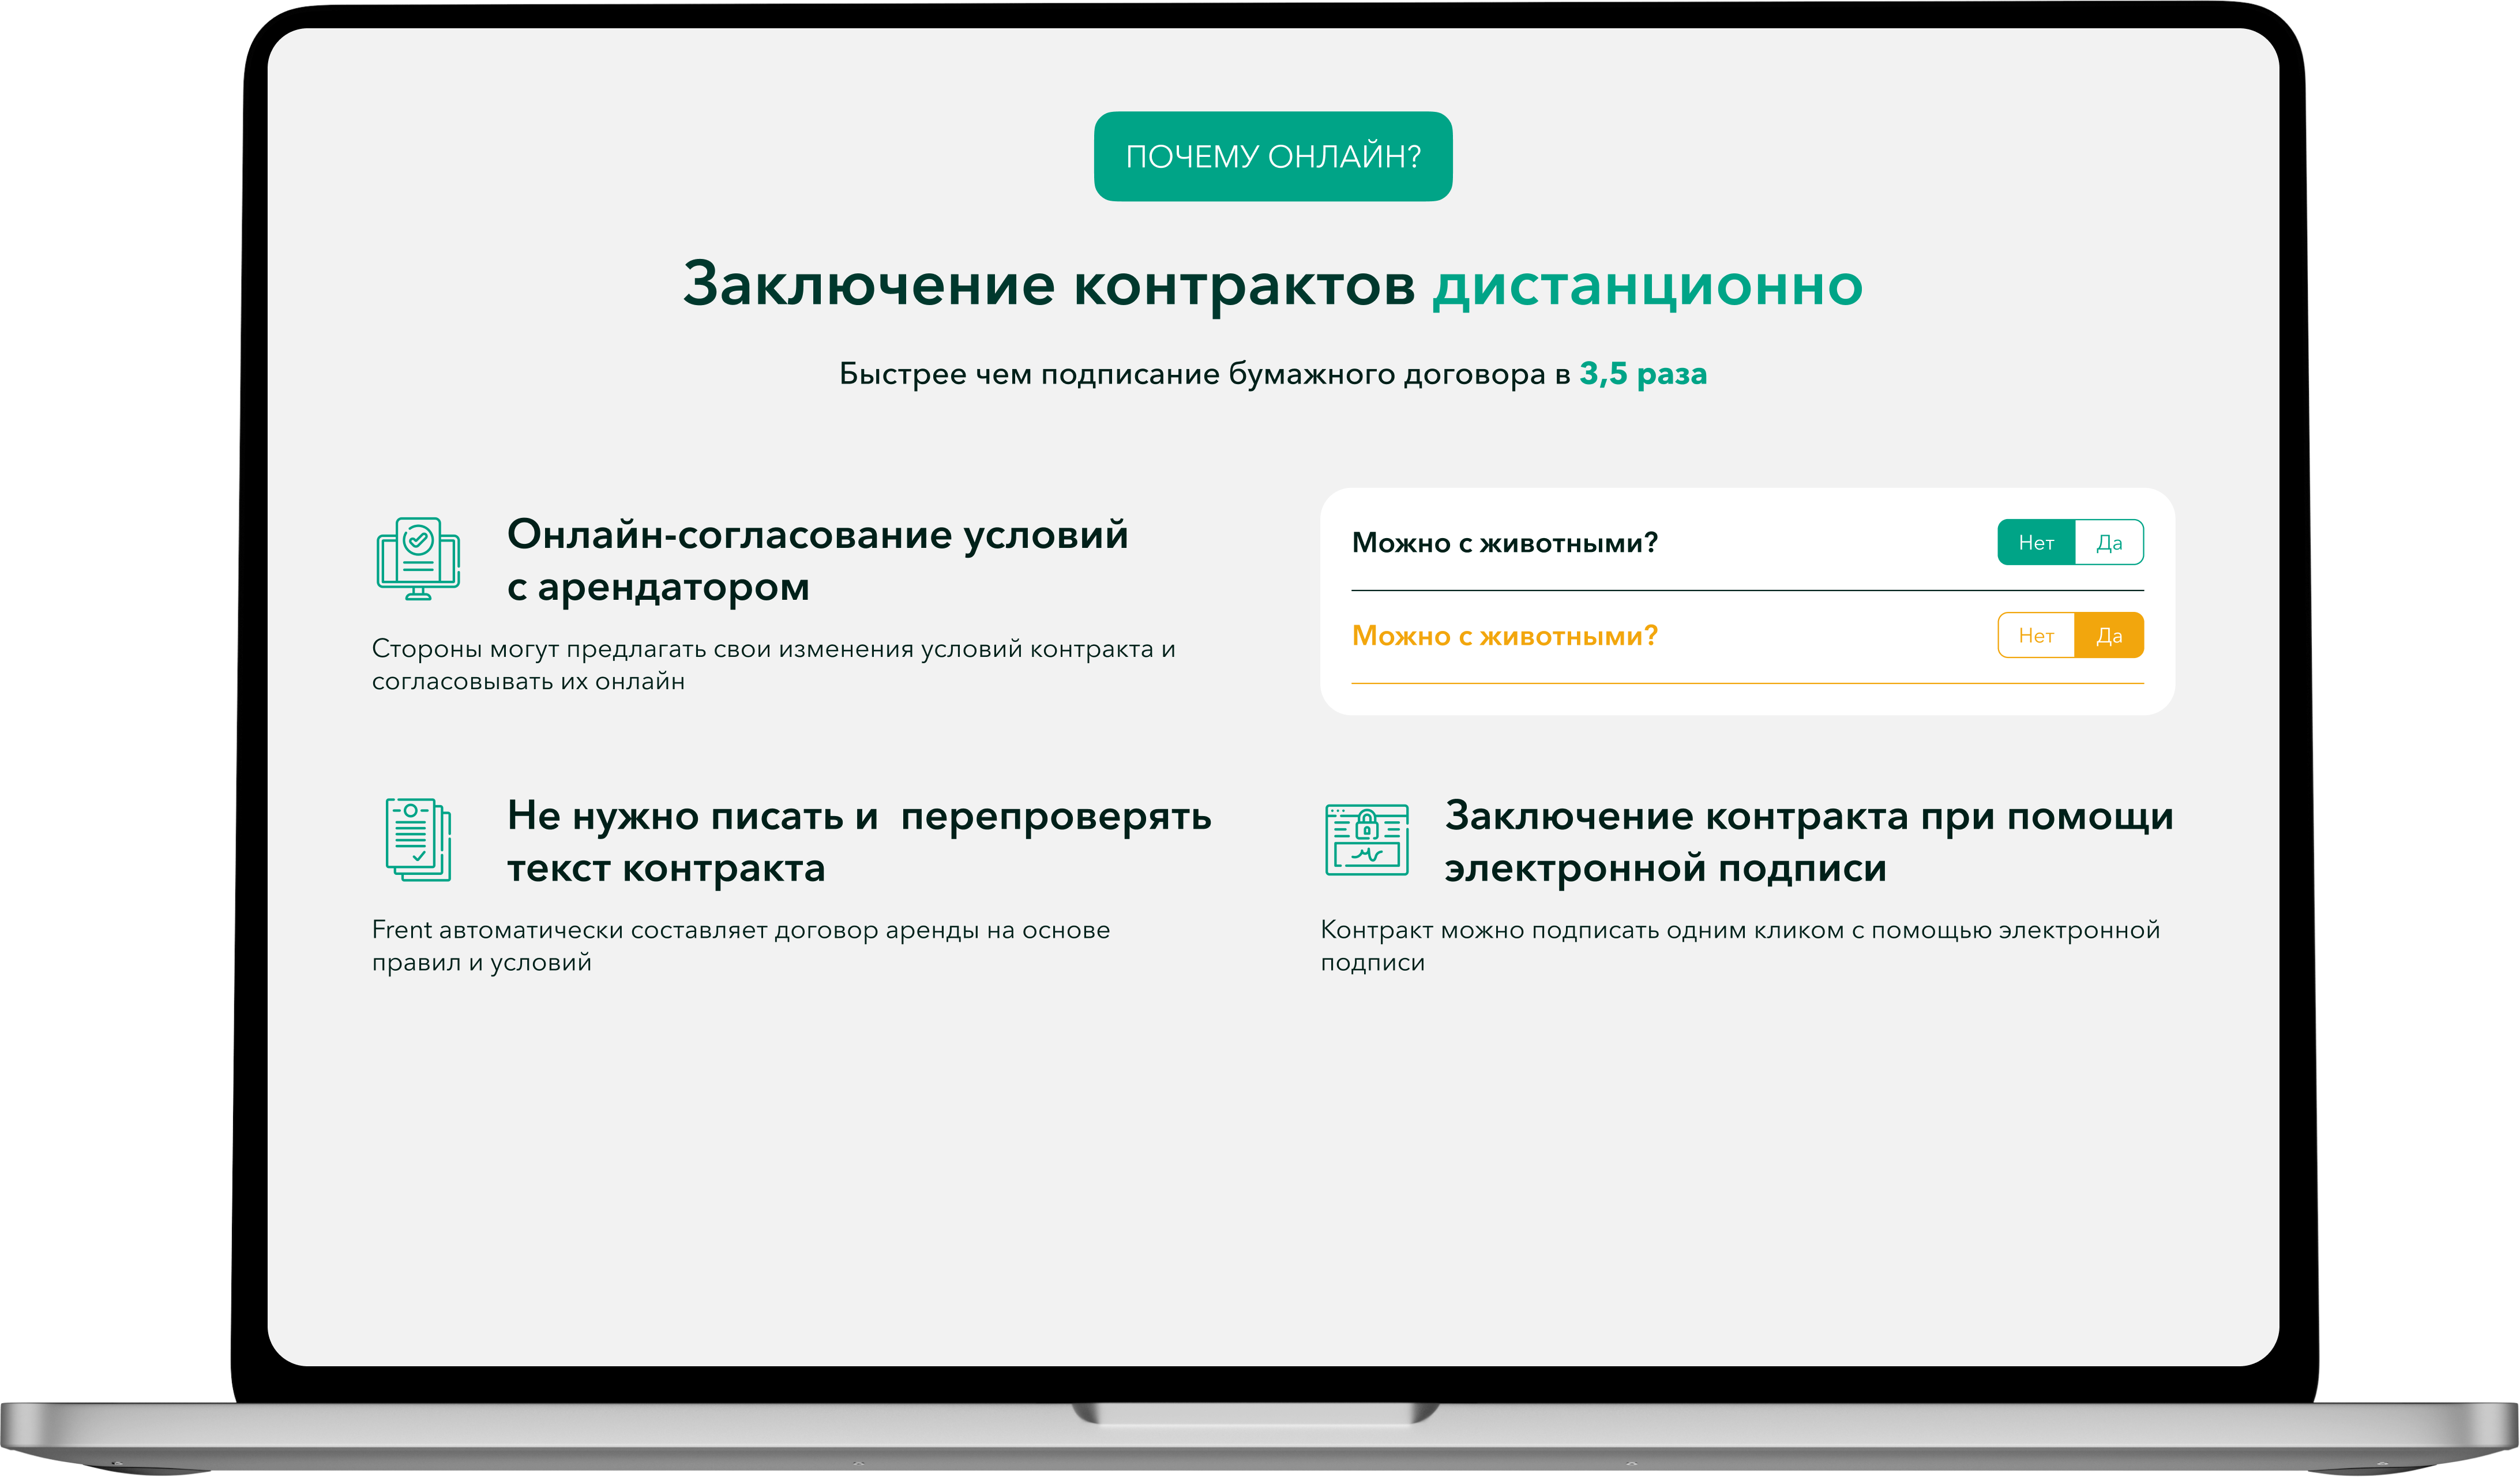 ПОЧЕМУ ОНЛАЙН?
Заключение контрактов дистанционно
Быстрее чем подписание бумажного договора в 3,5 раза
Онлайн-согласование условий
с арендатором
Стороны могут предлагать свои изменения условий контракта и
согласовывать их онлайн
Можно с животными? Нет Да
Можно с животными? Нет Да
Не нужно писать и  перепроверять
текст контракта
Frent автоматически составляет договор аренды на основе
правил и условий
Заключение контракта при помощи
электронной подписи
Контракт можно подписать одним кликом с помощью электронной
подписи